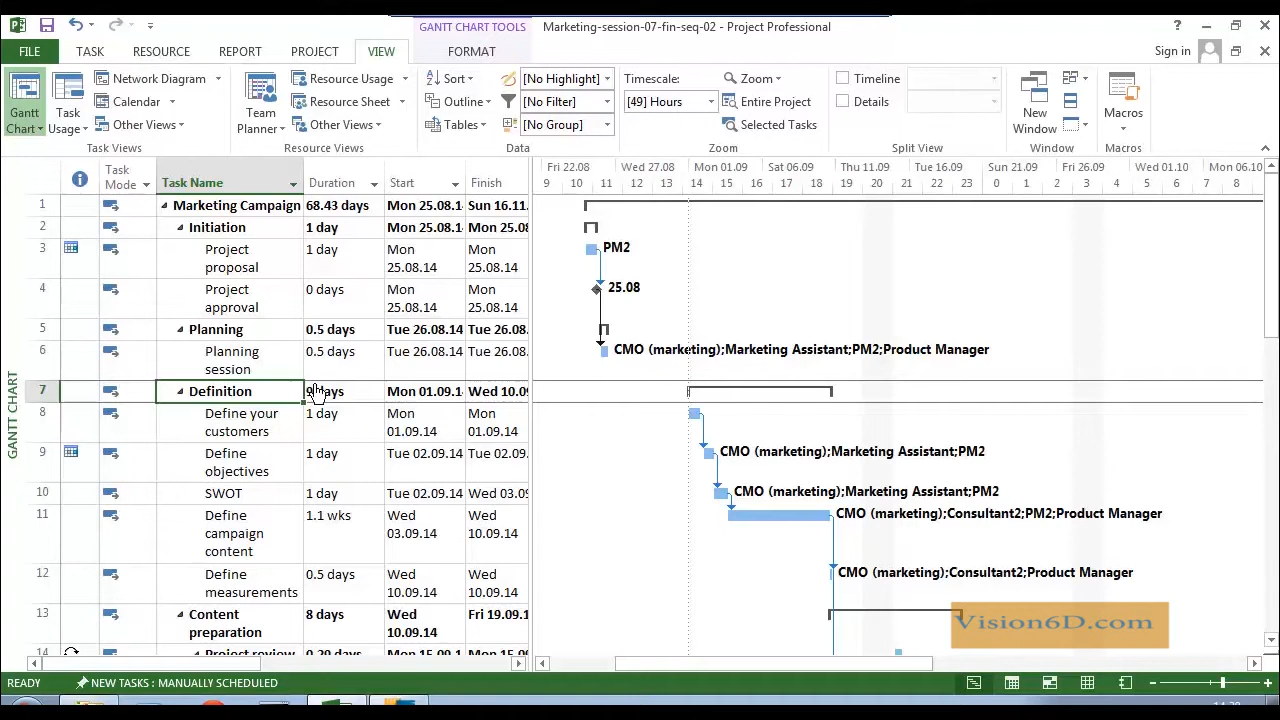 GANTT CHART TOOLS
Marketing-session-07-fin-seq-02 - Project Professional
FILE TASK RESOURCE REPORT PROJECT VIEW FORMAT Sign in
Gantt Chart
Task Usage
Network Diagram
Calendar
Other Views
Task Views
Team Planner
Resource Usage
Resource Sheet
Other Views
Resource Views
Sort
Outline
Tables
[No Highlight]
[No Filter]
[No Group]
Data
Timescale:
[49] Hours
Zoom
Entire Project
Selected Tasks
Zoom
Timeline
Details
Split View
New Window
Window
Macros
Macros
Task Mode Task Name Duration Start Finish
Fri 22.08 Wed 27.08 Mon 01.09 Sat 06.09 Thu 11.09 Tue 16.09 Sun 21.09 Fri 26.09 Wed 01.10 Mon 06.10
9 10 11 12 13 14 15 16 17 18 19 20 21 22 23 0 1 2 3 4 5 6 7 8
1 Marketing Campaign 68.43 days Mon 25.08.1 Sun 16.11.
2 Initiation 1 day Mon 25.08.1 Mon 25.08
3 Project proposal 1 day Mon 25.08.14 Mon 25.08.14 PM2
4 Project approval 0 days Mon 25.08.14 Mon 25.08.14 25.08
5 Planning 0.5 days Tue 26.08.14 Tue 26.08.
6 Planning session 0.5 days Tue 26.08.14 Tue 26.08. CMO (marketing);Marketing Assistant;PM2;Product Manager
7 Definition Mon 01.09.1 Wed 10.09
8 Define your customers 1 day Mon 01.09.14 Mon 01.09.14
9 Define objectives 1 day Tue 02.09.14 Tue 02.09. CMO (marketing);Marketing Assistant;PM2
10 SWOT 1 day Tue 02.09.14 Wed 03.09 CMO (marketing);Marketing Assistant;PM2
11 Define campaign content 1.1 wks Wed 03.09.14 Wed 10.09.14 CMO (marketing);Consultant2;PM2;Product Manager
12 Define measurements 0.5 days Wed 10.09.14 Wed 10.09.14 CMO (marketing);Consultant2;Product Manager
13 Content preparation 8 days Wed 10.09.14 Fri 19.09.1
Vision6D.com
14 Project review 0.29 days Mon 15.09.1 Mon 15.09
GANTT CHART
READY NEW TASKS : MANUALLY SCHEDULED